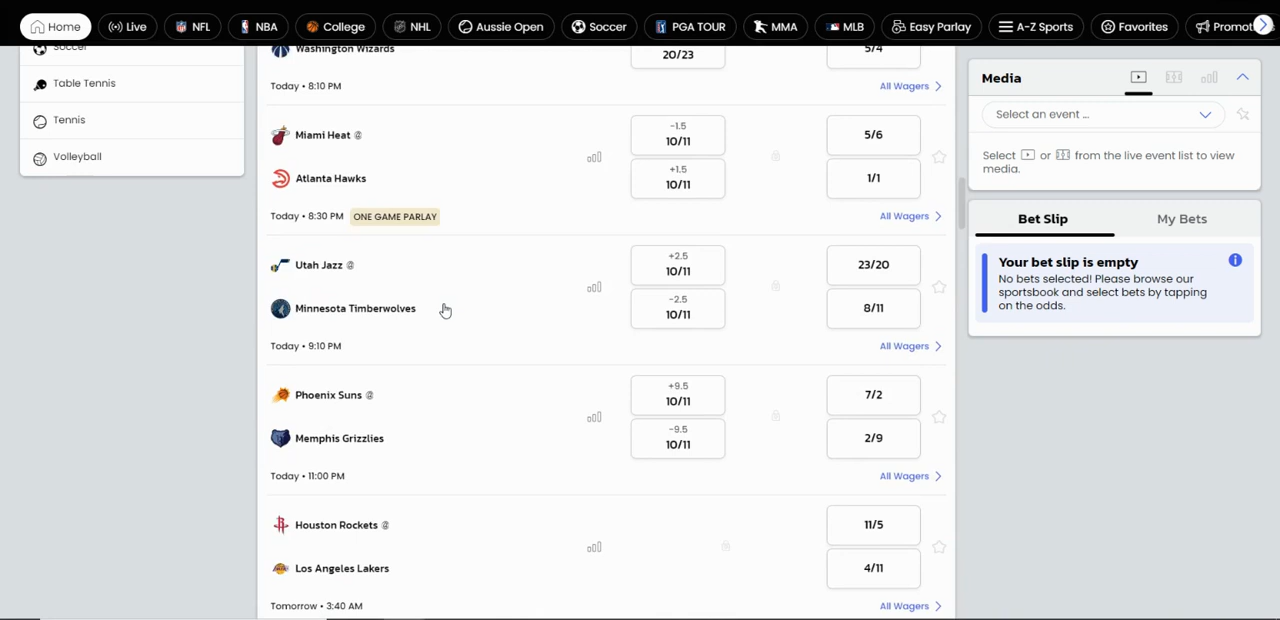 Home
Live
NFL
NBA
College
NHL
Aussie Open
Soccer
PGA TOUR
MMA
MLB
Easy Parlay
A-Z Sports
Favorites
Promot...
Soccer
Table Tennis
Tennis
Volleyball
Washington Wizards
20/23
5/4
Today • 8:10 PM
All Wagers
Miami Heat @
-1.5
10/11
5/6
Atlanta Hawks
+1.5
10/11
1/1
Today • 8:30 PM ONE GAME PARLAY
All Wagers
Utah Jazz @
+2.5
10/11
23/20
Minnesota Timberwolves
-2.5
10/11
8/11
Today • 9:10 PM
All Wagers
Phoenix Suns @
+9.5
10/11
7/2
Memphis Grizzlies
-9.5
10/11
2/9
Today • 11:00 PM
All Wagers
Houston Rockets @
11/5
Los Angeles Lakers
4/11
Tomorrow • 3:40 AM
All Wagers
Media
Select an event ...
Select or from the live event list to view
media.
Bet Slip
My Bets
Your bet slip is empty
No bets selected! Please browse our
sportsbook and select bets by tapping
on the odds.